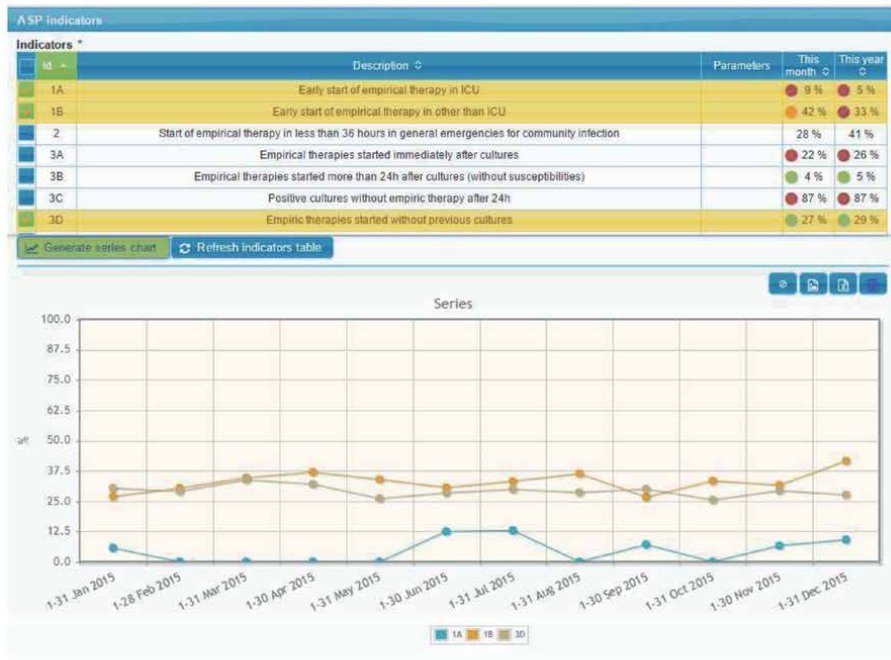 ASP indicators
Indicators *
Id Description Parameters This month This year
1A Early start of empirical therapy in ICU 9 % 5 %
1B Early start of empirical therapy in other than ICU 42 % 33 %
2 Start of empirical therapy in less than 36 hours in general emergencies for community infection 28 % 41 %
3A Empirical therapies started immediately after cultures 22 % 26 %
3B Empirical therapies started more than 24h after cultures (without susceptibilities) 4 % 5 %
3C Positive cultures without empiric therapy after 24h 87 % 87 %
3D Empiric therapies started without previous cultures 27 % 29 %
Generate series chart Refresh indicators table
Series
100.0
87.5
75.0
62.5
%
50.0
37.5
25.0
12.5
0.0
1-31 Jan 2015 1-28 Feb 2015 1-31 Mar 2015 1-30 Apr 2015 1-31 May 2015 1-30 Jun 2015 1-31 Jul 2015 1-31 Aug 2015 1-30 Sep 2015 1-31 Oct 2015 1-30 Nov 2015 1-31 Dec 2015
1A 1B 3D